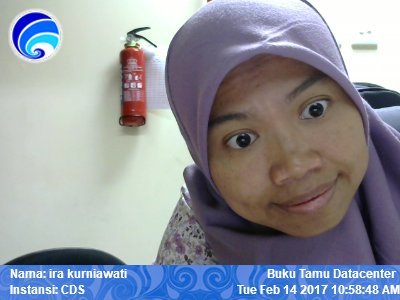 Nama: ira kurniawati
Buku Tamu Datacenter
Instansi: CDS
Tue Feb 14 2017 10:58:48 AM